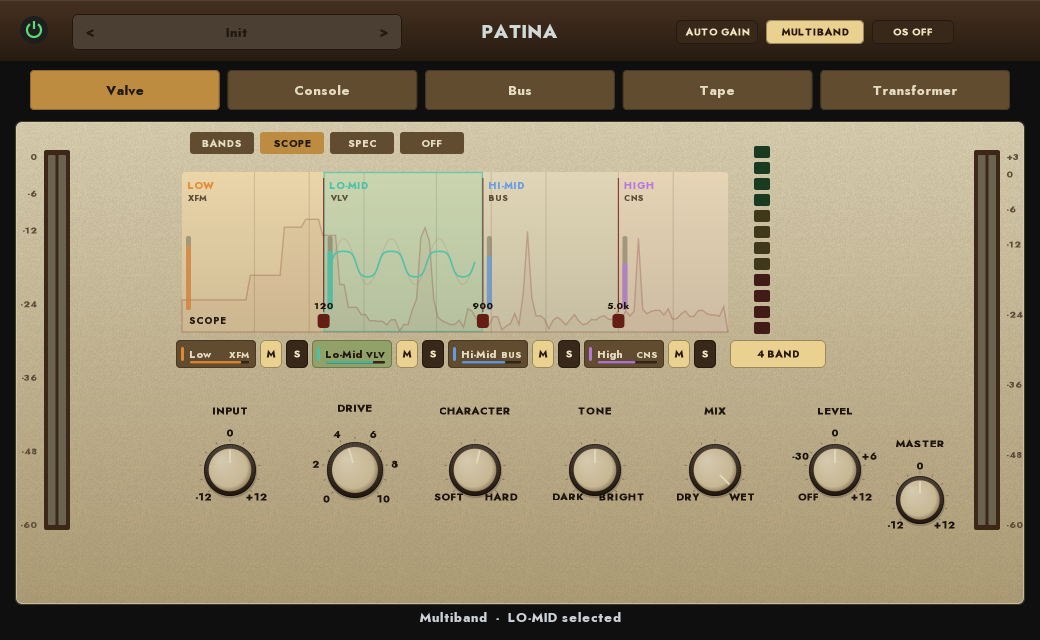 < Init >
PATINA
AUTO GAIN
MULTIBAND
OS OFF
Valve
Console
Bus
Tape
Transformer
BANDS
SCOPE
SPEC
OFF
0
-6
-12
-24
-36
-48
-60
LOW
XFM
LO-MID
VLV
HI-MID
BUS
HIGH
CNS
120
900
5.0k
SCOPE
Low XFM
M
S
Lo-Mid VLV
M
S
Hi-Mid BUS
M
S
High CNS
M
S
4 BAND
INPUT
0
-12 +12
DRIVE
4 6
2 8
0 10
CHARACTER
SOFT HARD
TONE
DARK BRIGHT
MIX
DRY WET
LEVEL
0
-30 +6
OFF +12
MASTER
0
-12 +12
+3
0
-6
-12
-24
-36
-48
-60
Multiband - LO-MID selected